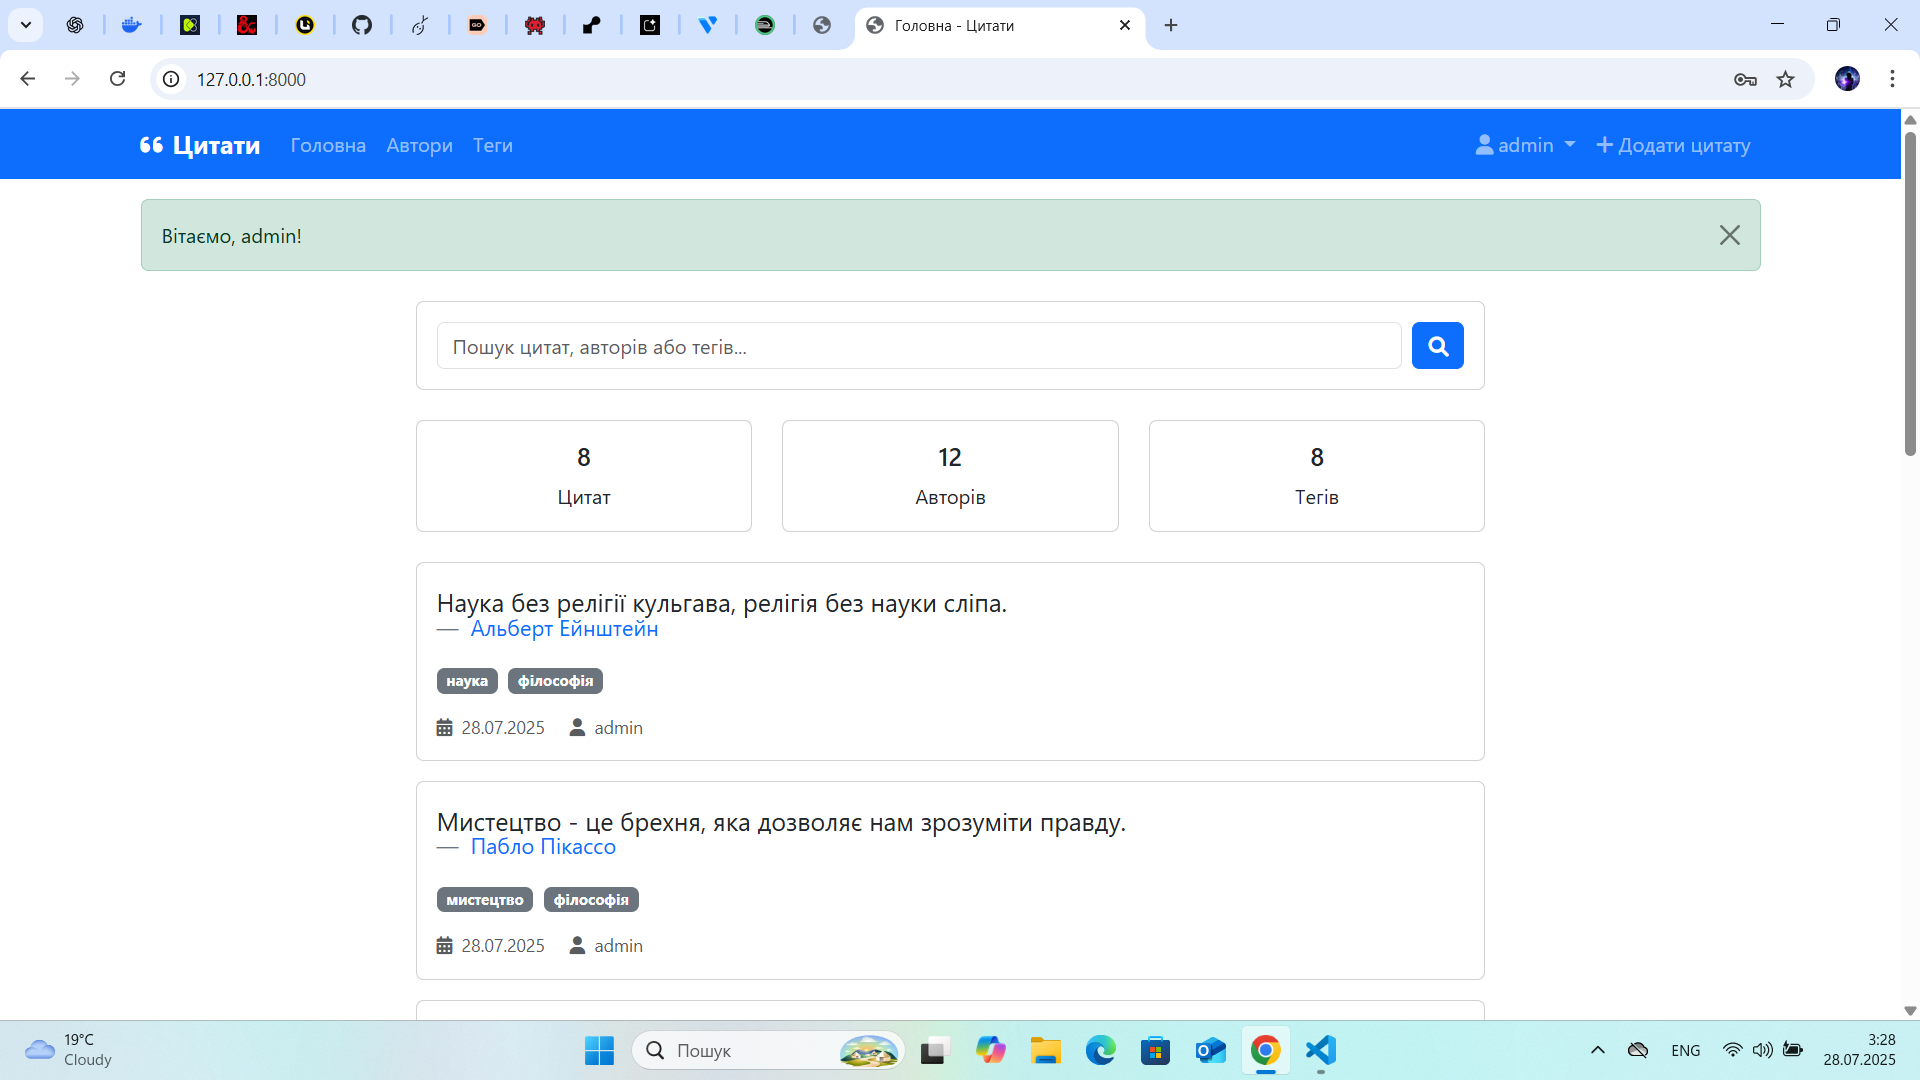 Головна - Цитати
127.0.0.1:8000
Цитати Головна Автори Теги admin Додати цитату
Вітаємо, admin!
Пошук цитат, авторів або тегів...
8 12 8
Цитат Авторів Тегів
Наука без релігії кульгава, релігія без науки сліпа.
— Альберт Ейнштейн
наука філософія
28.07.2025 admin
Мистецтво - це брехня, яка дозволяє нам зрозуміти правду.
— Пабло Пікассо
мистецтво філософія
28.07.2025 admin
19°C
Cloudy
Пошук
ENG
3:28
28.07.2025